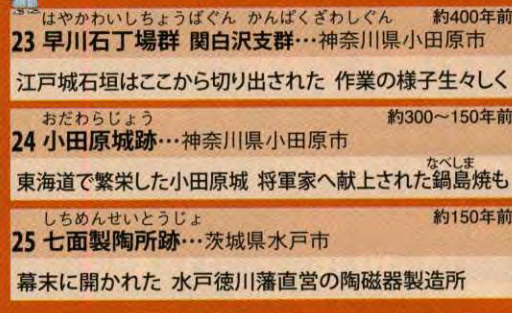 はやかわいしちょうばぐん かんぱくざわしぐん 約400年前
23 早川石丁場群 関白沢支群…神奈川県小田原市
江戸城石垣はここから切り出された 作業の様子生々しく
おだわらじょう 約300～150年前
24 小田原城跡…神奈川県小田原市
なべしま
東海道で繁栄した小田原城 将軍家へ献上された鍋島焼も
しちめんせいとうじょ 約150年前
25 七面製陶所跡…茨城県水戸市
幕末に開かれた 水戸徳川藩直営の陶磁器製造所